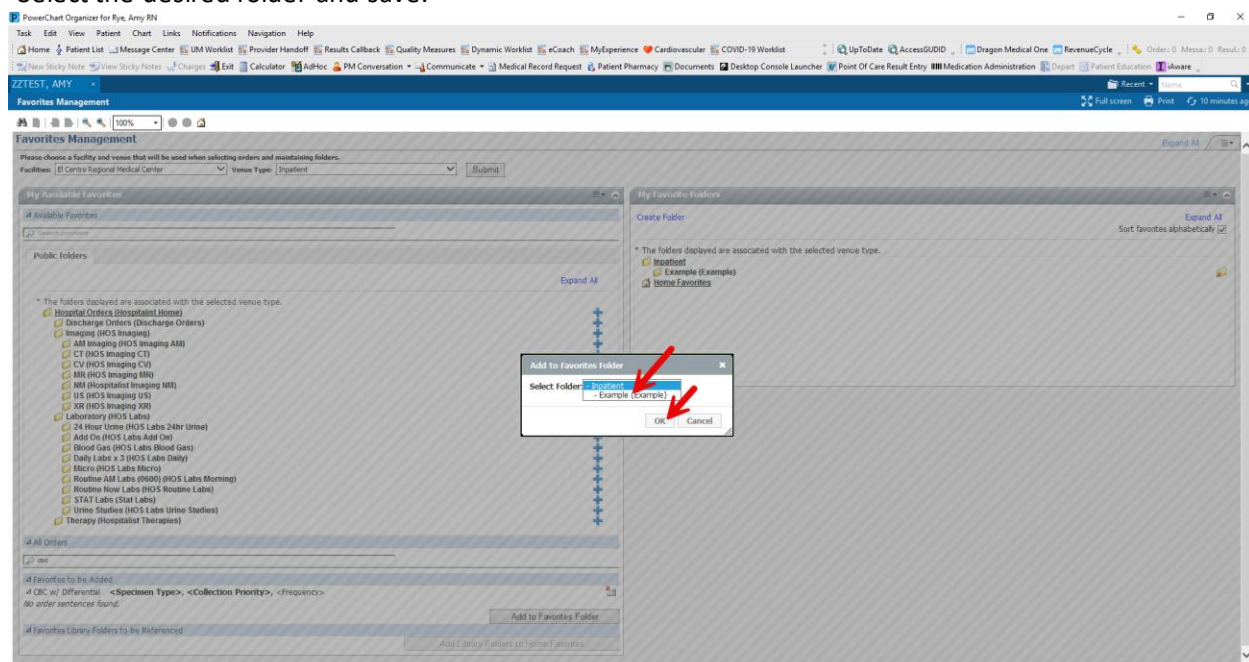 Select the desired folder and save.
PowerChart Organizer for Rye, Amy RN
Task Edit View Patient Chart Links Notifications Navigation Help
Home Patient List Message Center UM Worklist Provider Handoff Results Callback Quality Measures Dynamic Worklist eCoach MyExperience Cardiovascular COVID-19 Worklist UpToDate AccessGUDID Dragon Medical One RevenueCycle Orders: 0 Messa: 0 Resul: 0
New Sticky Note View Sticky Notes Charges Exit Calculator AdHoc PM Conversation Communicate Medical Record Request Patient Pharmacy Documents Desktop Console Launcher Point Of Care Result Entry Medication Administration Depart Patient Education iAware
ZZTEST, AMY × Recent Name
Favorites Management Full screen Print 10 minutes ag
100%
Favorites Management Expand All
Please choose a facility and venue that will be used when selecting orders and maintaining folders.
Facilities: El Centro Regional Medical Center Venue Type: Inpatient Submit
My Available Favorites My Favorite Folders
Available Favorites Create Folder Expand All
Search providers Sort favorites alphabetically
Public folders * The folders displayed are associated with the selected venue type.
Inpatient
Expand All Example (Example)
Home Favorites
* The folders displayed are associated with the selected venue type.
Hospital Orders (Hospitalist Home)
Discharge Orders (Discharge Orders)
Imaging (HOS Imaging)
AM Imaging (HOS Imaging AM)
CT (HOS Imaging CT)
CV (HOS Imaging CV)
MR (HOS Imaging MR)
NM (Hospitalist Imaging NM)
US (HOS Imaging US)
XR (HOS Imaging XR)
Laboratory (HOS Labs)
24 Hour Urine (HOS Labs 24hr Urine)
Add On (HOS Labs Add On)
Blood Gas (HOS Labs Blood Gas)
Daily Labs x 3 (HOS Labs Daily)
Micro (HOS Labs Micro)
Routine AM Labs (0600) (HOS Labs Morning)
Routine Now Labs (HOS Routine Labs)
STAT Labs (Stat Labs)
Urine Studies (HOS Labs Urine Studies)
Therapy (Hospitalist Therapies)
Add to Favorites Folder ×
Select Folder: - Inpatient
- Example (Example)
OK Cancel
All Orders
cbc
Favorites to be Added
CBC w/ Differential <Specimen Type>, <Collection Priority>, <Frequency>
No order sentences found.
Add to Favorites Folder
Favorites Library Folders to be Referenced
Add Library Folders to Home Favorites